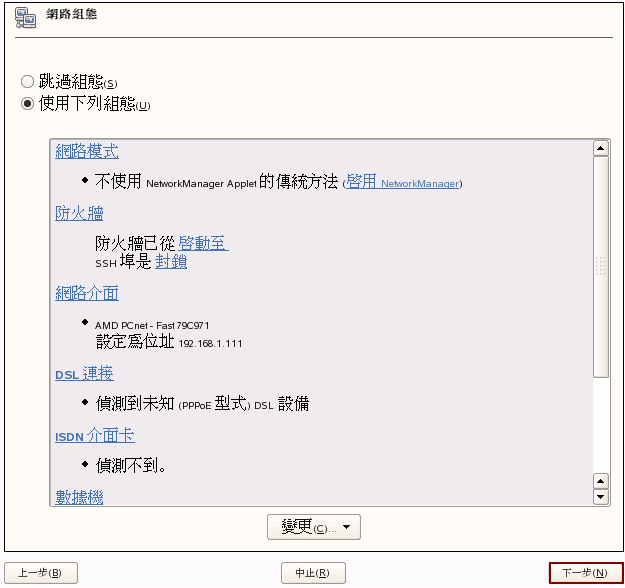 網路組態
跳過組態(S)
使用下列組態(U)
網路模式
不使用 NetworkManager Applet 的傳統方法 (啓用 NetworkManager)
防火牆
防火牆已從 啓動至
SSH 埠是 封鎖
網路介面
AMD PCnet - Fast 79C971
設定為位址 192.168.1.111
DSL 連接
偵測到未知 (PPPoE 型式) DSL 設備
ISDN 介面卡
偵測不到。
數據機
變更(C)...
上一步(B)
中止(R)
下一步(N)